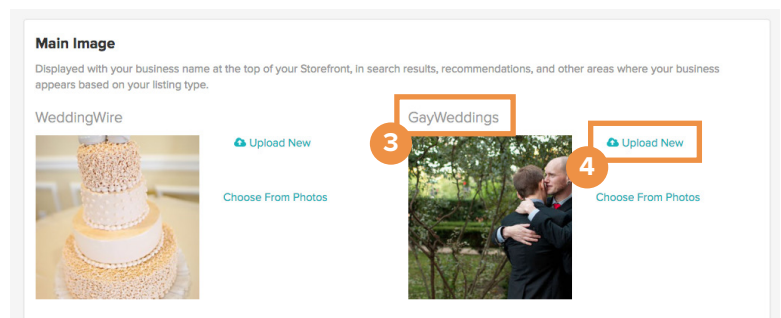 Main Image
Displayed with your business name at the top of your Storefront, in search results, recommendations, and other areas where your business
appears based on your listing type.
WeddingWire
GayWeddings
Upload New
3
Upload New
4
Choose From Photos
Choose From Photos